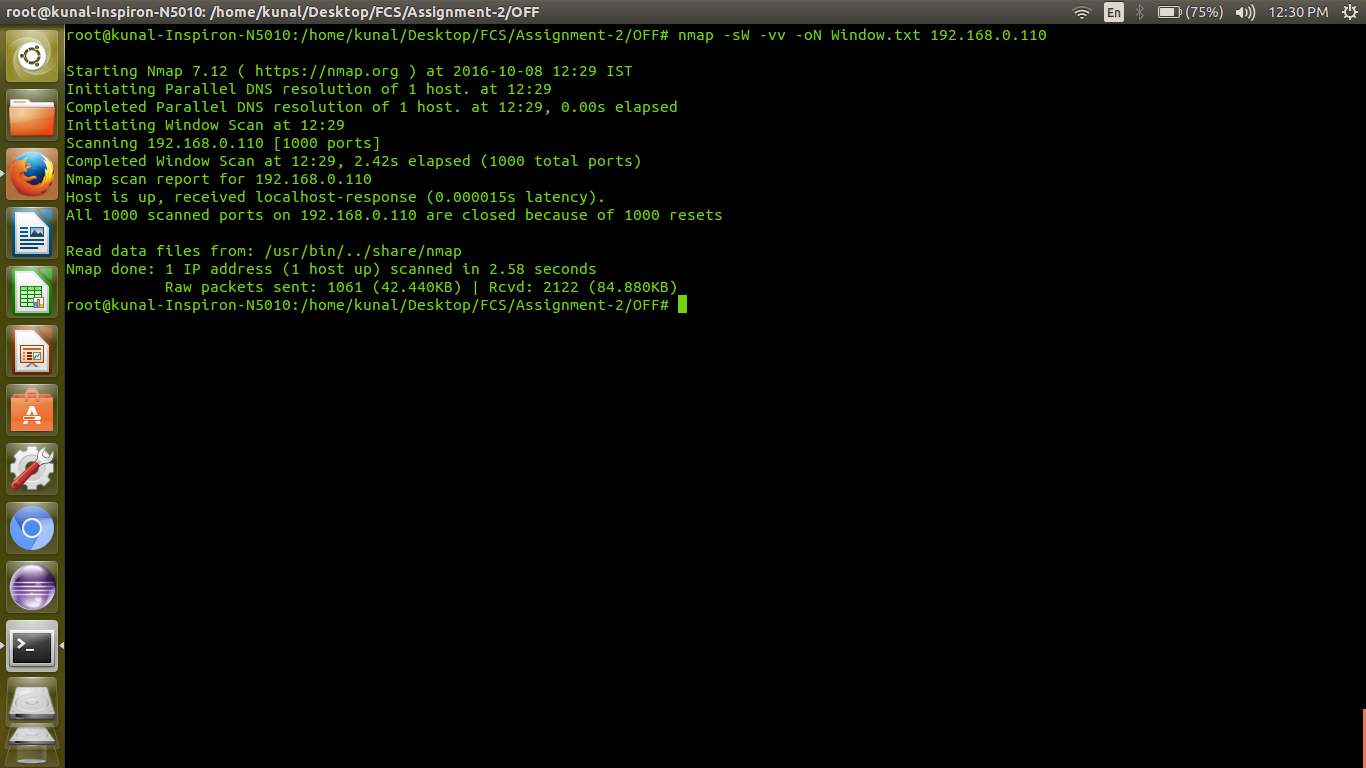 root@kunal-Inspiron-N5010: /home/kunal/Desktop/FCS/Assignment-2/OFF
En
(75%)
12:30 PM
root@kunal-Inspiron-N5010:/home/kunal/Desktop/FCS/Assignment-2/OFF# nmap -sW -vv -oN Window.txt 192.168.0.110
Starting Nmap 7.12 ( https://nmap.org ) at 2016-10-08 12:29 IST
Initiating Parallel DNS resolution of 1 host. at 12:29
Completed Parallel DNS resolution of 1 host. at 12:29, 0.00s elapsed
Initiating Window Scan at 12:29
Scanning 192.168.0.110 [1000 ports]
Completed Window Scan at 12:29, 2.42s elapsed (1000 total ports)
Nmap scan report for 192.168.0.110
Host is up, received localhost-response (0.000015s latency).
All 1000 scanned ports on 192.168.0.110 are closed because of 1000 resets
Read data files from: /usr/bin/../share/nmap
Nmap done: 1 IP address (1 host up) scanned in 2.58 seconds
           Raw packets sent: 1061 (42.440KB) | Rcvd: 2122 (84.880KB)
root@kunal-Inspiron-N5010:/home/kunal/Desktop/FCS/Assignment-2/OFF#